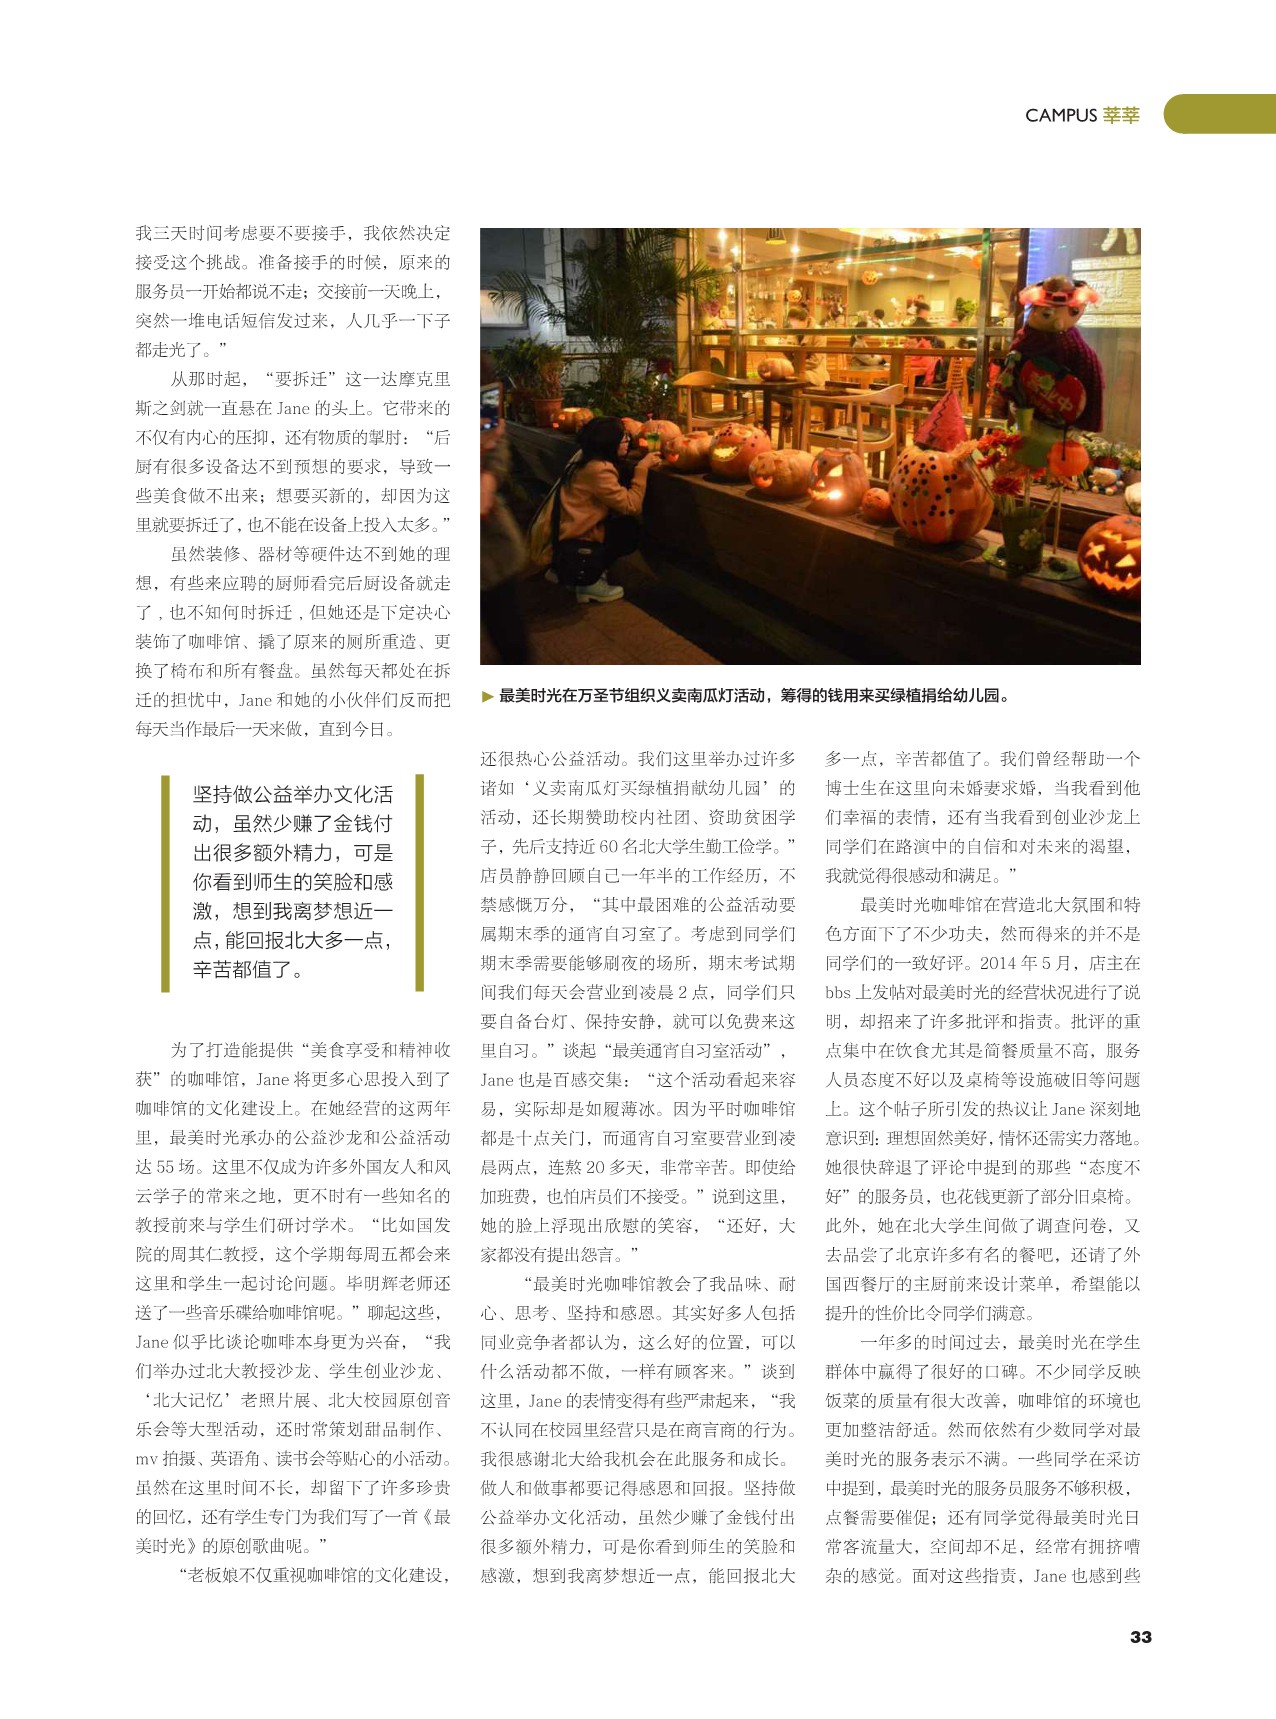 CAMPUS 莘莘
我三天时间考虑要不要接手，我依然决定
接受这个挑战。准备接手的时候，原来的
服务员一开始都说不走；交接前一天晚上，
突然一堆电话短信发过来，人几乎一下子
都走光了。”
从那时起，“要拆迁”这一达摩克里
斯之剑就一直悬在 Jane 的头上。它带来的
不仅有内心的压抑，还有物质的掣肘：“后
厨有很多设备达不到预想的要求，导致一
些美食做不出来；想要买新的，却因为这
里就要拆迁了，也不能在设备上投入太多。”
虽然装修、器材等硬件达不到她的理
想，有些来应聘的厨师看完后厨设备就走
了，也不知何时拆迁，但她还是下定决心
装饰了咖啡馆、撬了原来的厕所重造、更
换了椅布和所有餐盘。虽然每天都处在拆
迁的担忧中，Jane 和她的小伙伴们反而把
每天当作最后一天来做，直到今日。
坚持做公益举办文化活
动，虽然少赚了金钱付
出很多额外精力，可是
你看到师生的笑脸和感
激，想到我离梦想近一
点，能回报北大多一点，
辛苦都值了。
为了打造能提供“美食享受和精神收
获”的咖啡馆，Jane 将更多心思投入到了
咖啡馆的文化建设上。在她经营的这两年
里，最美时光承办的公益沙龙和公益活动
达 55 场。这里不仅成为许多外国友人和风
云学子的常来之地，更不时有一些知名的
教授前来与学生们研讨学术。“比如国发
院的周其仁教授，这个学期每周五都会来
这里和学生一起讨论问题。毕明辉老师还
送了一些音乐碟给咖啡馆呢。”聊起这些，
Jane 似乎比谈论咖啡本身更为兴奋，“我
们举办过北大教授沙龙、学生创业沙龙、
‘北大记忆’老照片展、北大校园原创音
乐会等大型活动，还时常策划甜品制作、
mv 拍摄、英语角、读书会等贴心的小活动。
虽然在这里时间不长，却留下了许多珍贵
的回忆，还有学生专门为我们写了一首《最
美时光》的原创歌曲呢。”
“老板娘不仅重视咖啡馆的文化建设，
▶ 最美时光在万圣节组织义卖南瓜灯活动，筹得的钱用来买绿植捐给幼儿园。
还很热心公益活动。我们这里举办过许多
诸如‘义卖南瓜灯买绿植捐献幼儿园’的
活动，还长期赞助校内社团、资助贫困学
子，先后支持近 60 名北大学生勤工俭学。”
店员静静回顾自己一年半的工作经历，不
禁感慨万分，“其中最困难的公益活动要
属期末季的通宵自习室了。考虑到同学们
期末季需要能够刷夜的场所，期末考试期
间我们每天会营业到凌晨 2 点，同学们只
要自备台灯、保持安静，就可以免费来这
里自习。”谈起“最美通宵自习室活动”，
Jane 也是百感交集：“这个活动看起来容
易，实际却是如履薄冰。因为平时咖啡馆
都是十点关门，而通宵自习室要营业到凌
晨两点，连熬 20 多天，非常辛苦。即使给
加班费，也怕店员们不接受。”说到这里，
她的脸上浮现出欣慰的笑容，“还好，大
家都没有提出怨言。”
“最美时光咖啡馆教会了我品味、耐
心、思考、坚持和感恩。其实好多人包括
同业竞争者都认为，这么好的位置，可以
什么活动都不做，一样有顾客来。”谈到
这里，Jane 的表情变得有些严肃起来，“我
不认同在校园里经营只是在商言商的行为。
我很感谢北大给我机会在此服务和成长。
做人和做事都要记得感恩和回报。坚持做
公益举办文化活动，虽然少赚了金钱付出
很多额外精力，可是你看到师生的笑脸和
感激，想到我离梦想近一点，能回报北大
多一点，辛苦都值了。我们曾经帮助一个
博士生在这里向未婚妻求婚，当我看到他
们幸福的表情，还有当我看到创业沙龙上
同学们在路演中的自信和对未来的渴望，
我就觉得很感动和满足。”
最美时光咖啡馆在营造北大氛围和特
色方面下了不少功夫，然而得来的并不是
同学们的一致好评。2014 年 5 月，店主在
bbs 上发帖对最美时光的经营状况进行了说
明，却招来了许多批评和指责。批评的重
点集中在饮食尤其是简餐质量不高，服务
人员态度不好以及桌椅等设施破旧等问题
上。这个帖子所引发的热议让 Jane 深刻地
意识到：理想固然美好，情怀还需实力落地。
她很快辞退了评论中提到的那些“态度不
好”的服务员，也花钱更新了部分旧桌椅。
此外，她在北大学生间做了调查问卷，又
去品尝了北京许多有名的餐吧，还请了外
国西餐厅的主厨前来设计菜单，希望能以
提升的性价比令同学们满意。
一年多的时间过去，最美时光在学生
群体中赢得了很好的口碑。不少同学反映
饭菜的质量有很大改善，咖啡馆的环境也
更加整洁舒适。然而依然有少数同学对最
美时光的服务表示不满。一些同学在采访
中提到，最美时光的服务员服务不够积极，
点餐需要催促；还有同学觉得最美时光日
常客流量大，空间却不足，经常有拥挤嘈
杂的感觉。面对这些指责，Jane 也感到些
33